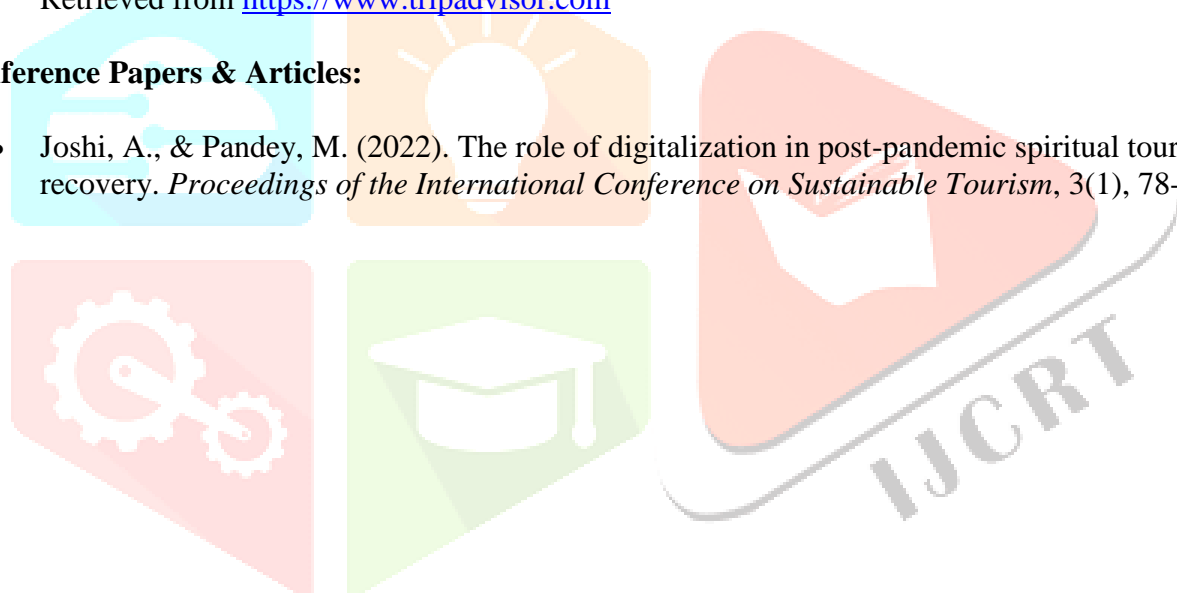 Retrieved from https://www.tripadvisor.com
ference Papers & Articles:
• Joshi, A., & Pandey, M. (2022). The role of digitalization in post-pandemic spiritual tour
recovery. Proceedings of the International Conference on Sustainable Tourism, 3(1), 78-
IJCRT